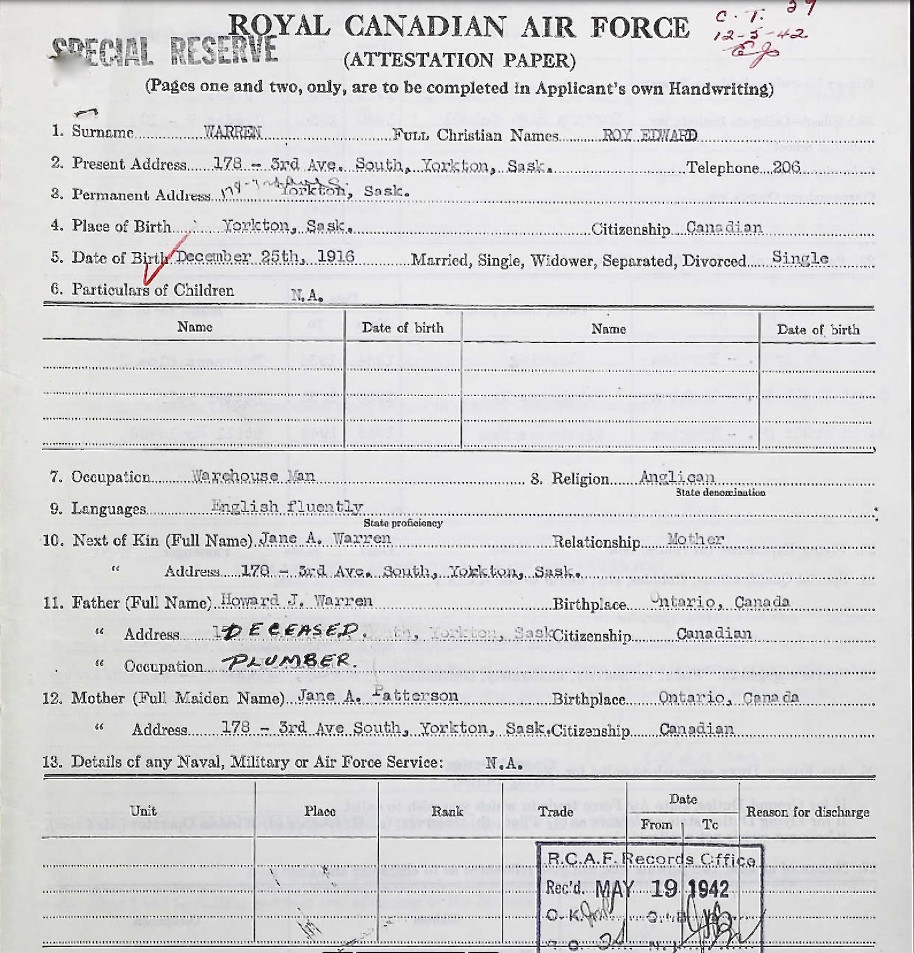 ROYAL CANADIAN AIR FORCE
C. T. 39
12-5-42
SPECIAL RESERVE
(ATTESTATION PAPER)
(Pages one and two, only, are to be completed in Applicant's own Handwriting)
1. Surname WARREN Full Christian Names ROY EDWARD
2. Present Address 178 - 3rd Ave. South, Yorkton, Sask. Telephone 206
3. Permanent Address Yorkton, Sask.
4. Place of Birth Yorkton, Sask. Citizenship Canadian
5. Date of Birth December 25th, 1916 Married, Single, Widower, Separated, Divorced Single
6. Particulars of Children N.A.
Name Date of birth Name Date of birth
7. Occupation Warehouse Man 8. Religion Anglican
State denomination
9. Languages English fluently
State proficiency
10. Next of Kin (Full Name) Jane A. Warren Relationship Mother
" Address 178 - 3rd Ave. South, Yorkton, Sask.
11. Father (Full Name) Howard J. Warren Birthplace Ontario, Canada
" Address DECEASED. Yorkton, Sask Citizenship Canadian
" Occupation PLUMBER.
12. Mother (Full Maiden Name) Jane A. Patterson Birthplace Ontario, Canada
" Address 178 - 3rd Ave South, Yorkton, Sask. Citizenship Canadian
13. Details of any Naval, Military or Air Force Service: N.A.
Unit Place Rank Trade Date Reason for discharge
From To
R.C.A.F. Records Office
Rec'd. MAY 19 1942
O.K.